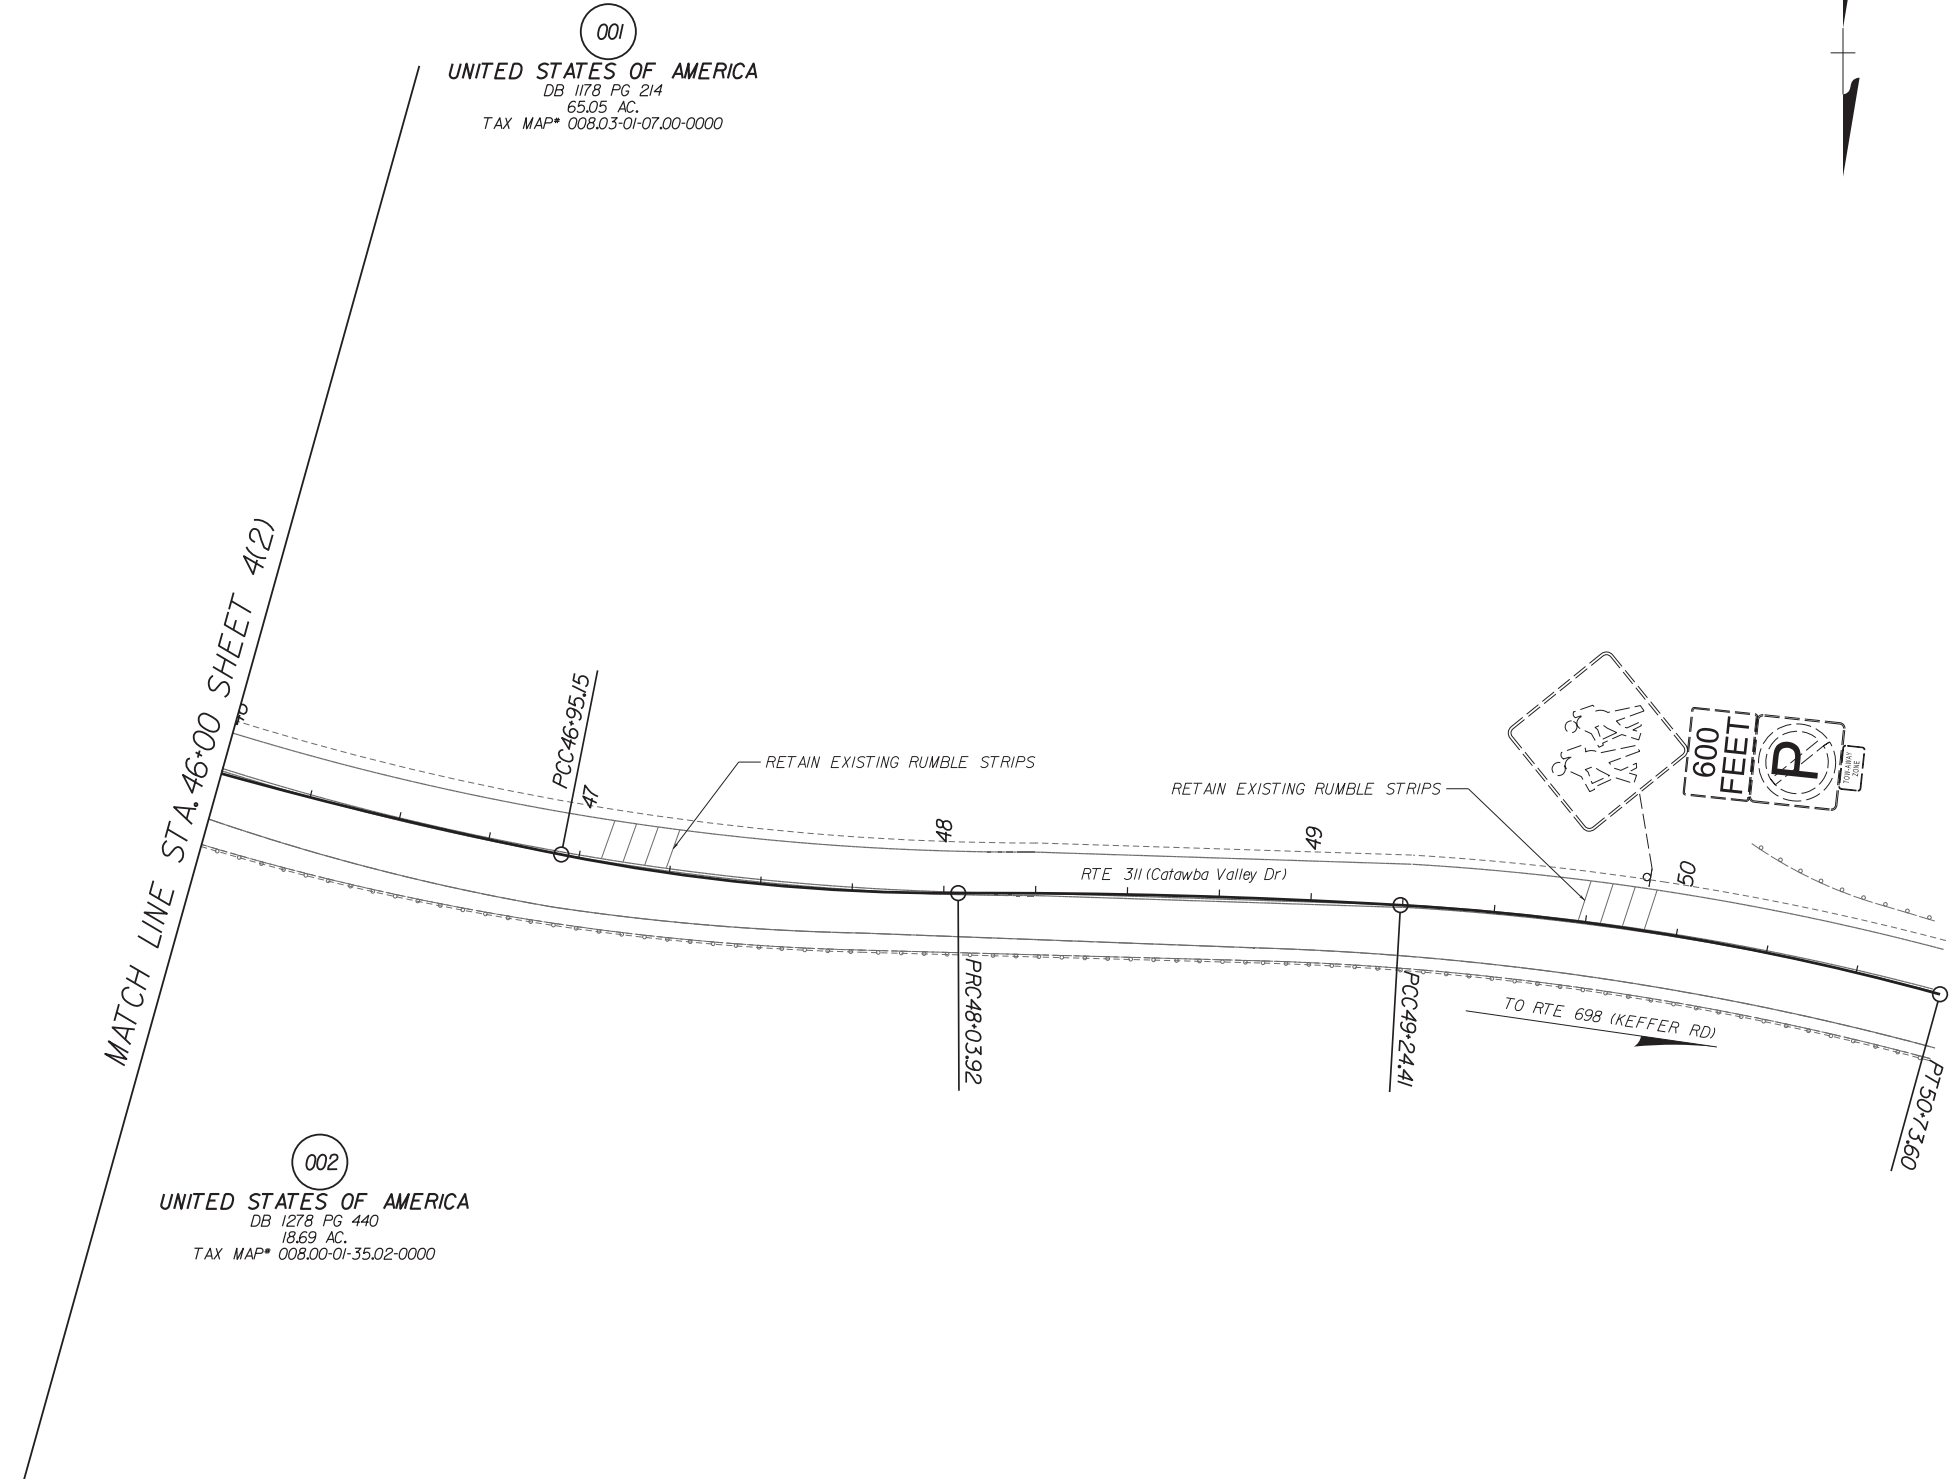 001
UNITED STATES OF AMERICA
DB 1178 PG 214
65.05 AC.
TAX MAP# 008.03-01-07.00-0000
MATCH LINE STA. 46+00 SHEET 4(2)
PCC46+95.15
47
RETAIN EXISTING RUMBLE STRIPS
48
RETAIN EXISTING RUMBLE STRIPS
49
600
FEET
P
TOW-AWAY
ZONE
50
RTE 311 (Catawba Valley Dr)
PRC48+03.92
PCC49+24.41
TO RTE 698 (KEFFER RD)
PT50+73.60
002
UNITED STATES OF AMERICA
DB 1278 PG 440
18.69 AC.
TAX MAP# 008.00-01-35.02-0000